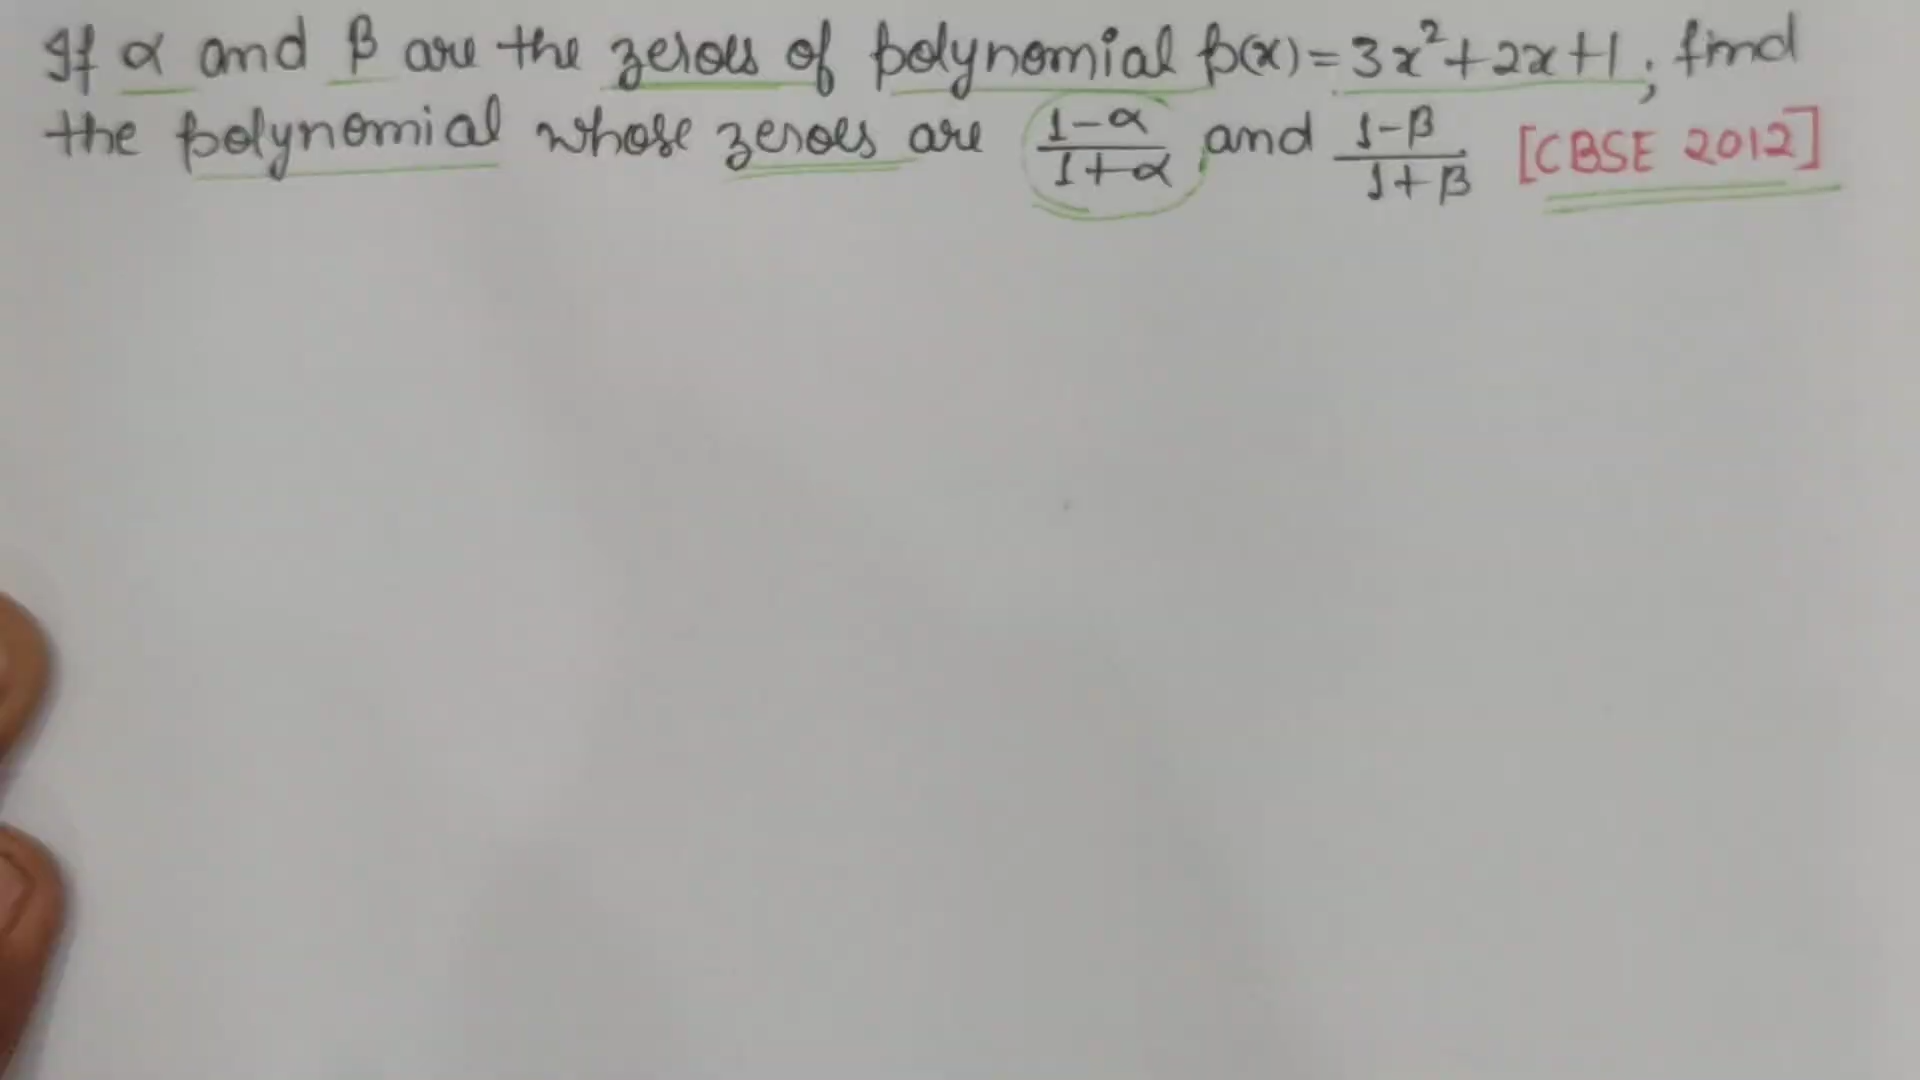 If α and β are the zeroes of polynomial p(x)=3x²+2x+1; find
the polynomial whose zeroes are (1-α)/(1+α) and (1-β)/(1+β) [CBSE 2012]